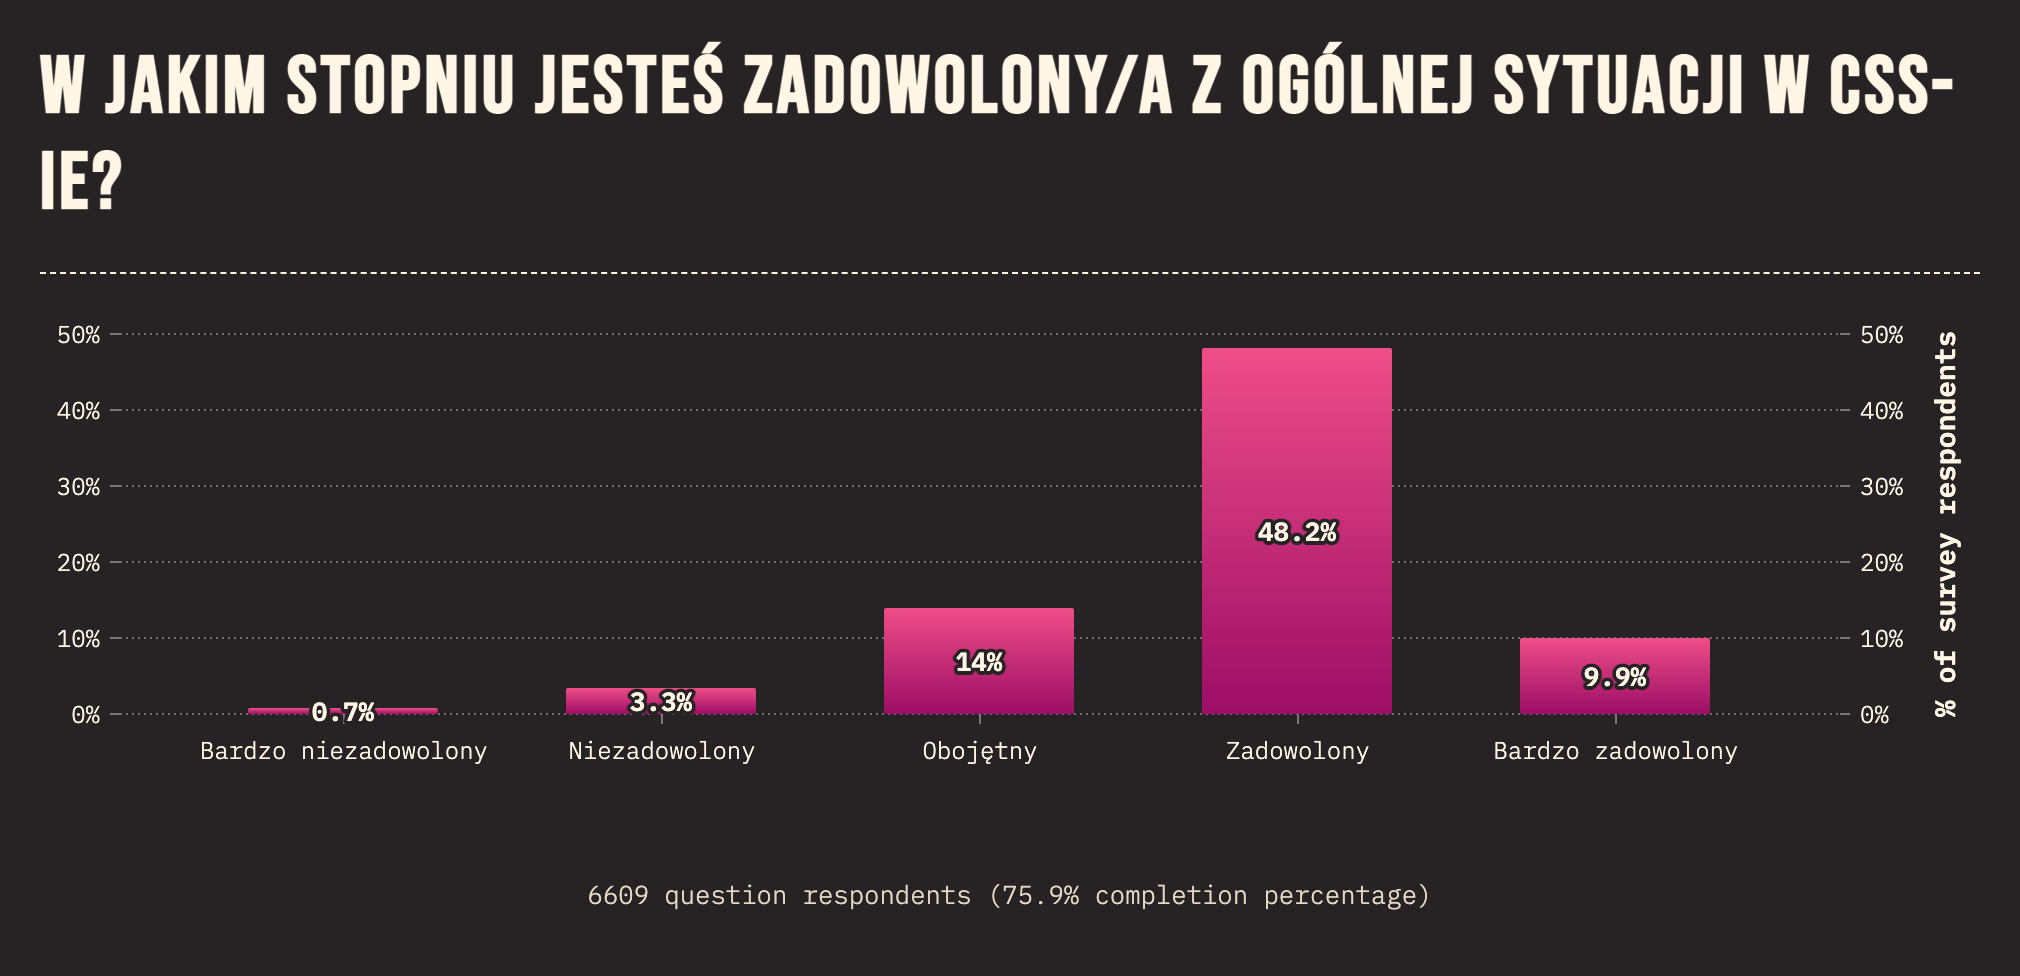 W JAKIM STOPNIU JESTEŚ ZADOWOLONY/A Z OGÓLNEJ SYTUACJI W CSS-
IE?
50%
40%
30%
20%
10%
0%
50%
40%
30%
20%
10%
0%
% of survey respondents
0.7%
3.3%
14%
48.2%
9.9%
Bardzo niezadowolony
Niezadowolony
Obojętny
Zadowolony
Bardzo zadowolony
6609 question respondents (75.9% completion percentage)